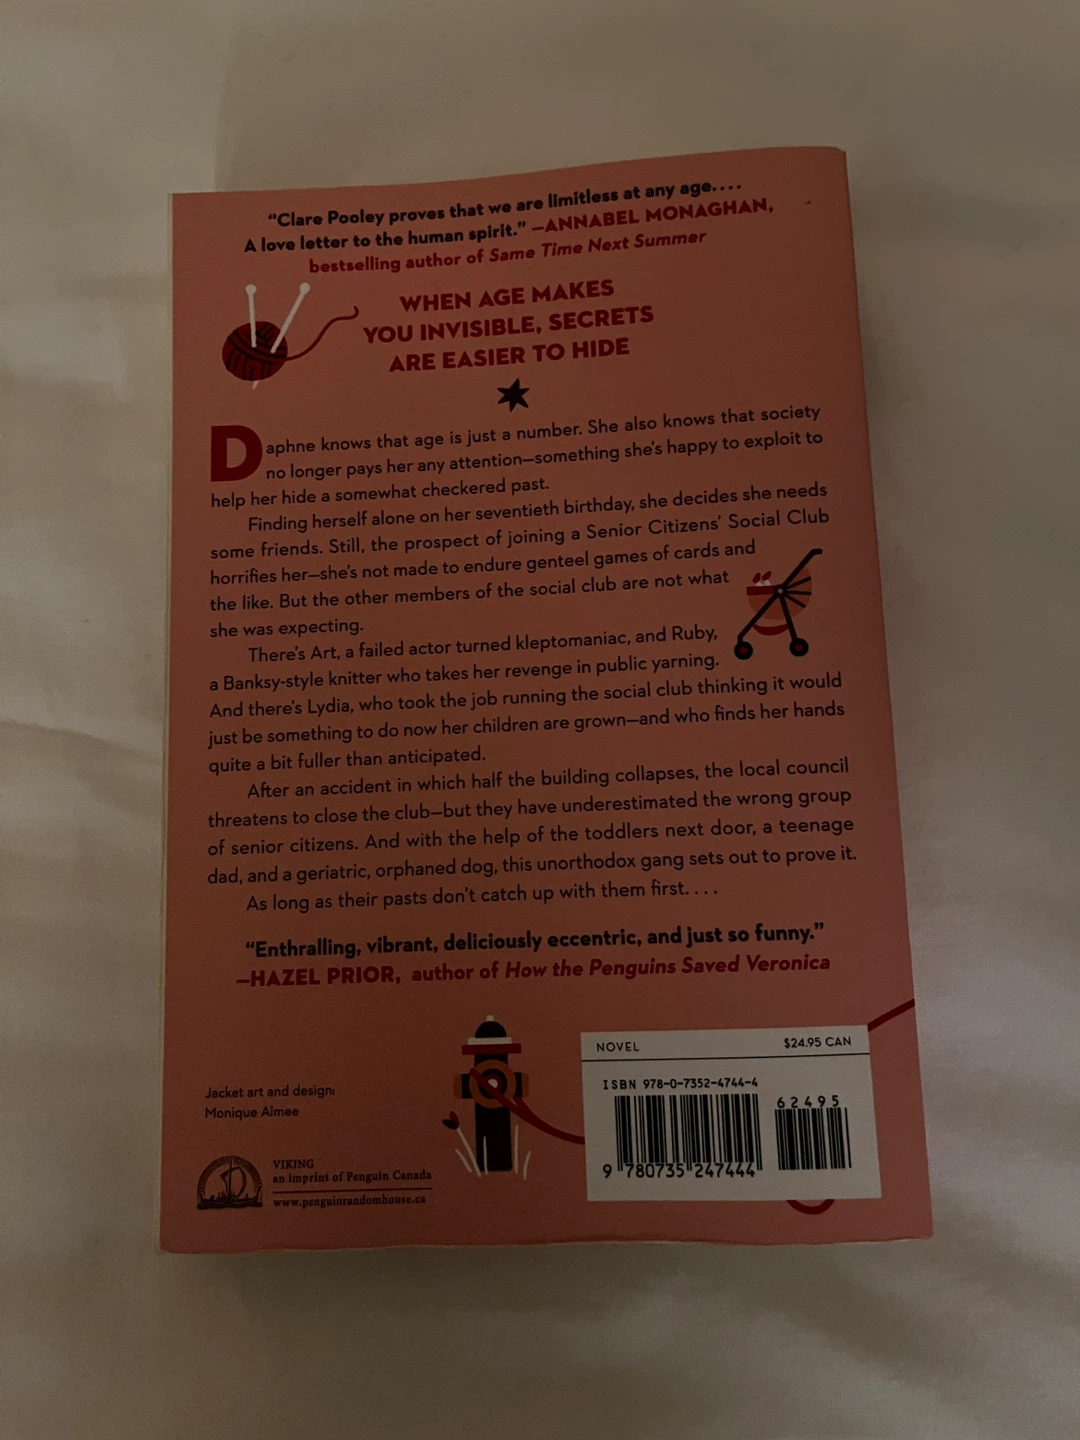 “Clare Pooley proves that we are limitless at any age....
A love letter to the human spirit.” —ANNABEL MONAGHAN,
bestselling author of Same Time Next Summer
WHEN AGE MAKES
YOU INVISIBLE, SECRETS
ARE EASIER TO HIDE
Daphne knows that age is just a number. She also knows that society
no longer pays her any attention—something she’s happy to exploit to
help her hide a somewhat checkered past.
Finding herself alone on her seventieth birthday, she decides she needs
some friends. Still, the prospect of joining a Senior Citizens’ Social Club
horrifies her—she’s not made to endure genteel games of cards and
the like. But the other members of the social club are not what
she was expecting.
There’s Art, a failed actor turned kleptomaniac, and Ruby,
a Banksy-style knitter who takes her revenge in public yarning.
And there’s Lydia, who took the job running the social club thinking it would
just be something to do now her children are grown—and who finds her hands
quite a bit fuller than anticipated.
After an accident in which half the building collapses, the local council
threatens to close the club—but they have underestimated the wrong group
of senior citizens. And with the help of the toddlers next door, a teenage
dad, and a geriatric, orphaned dog, this unorthodox gang sets out to prove it.
As long as their pasts don’t catch up with them first....
“Enthralling, vibrant, deliciously eccentric, and just so funny.”
—HAZEL PRIOR, author of How the Penguins Saved Veronica
NOVEL $24.95 CAN
ISBN 978-0-7352-4744-4
62495
9 780735 247444
Jacket art and design:
Monique Aimee
VIKING
an imprint of Penguin Canada
www.penguinrandomhouse.ca